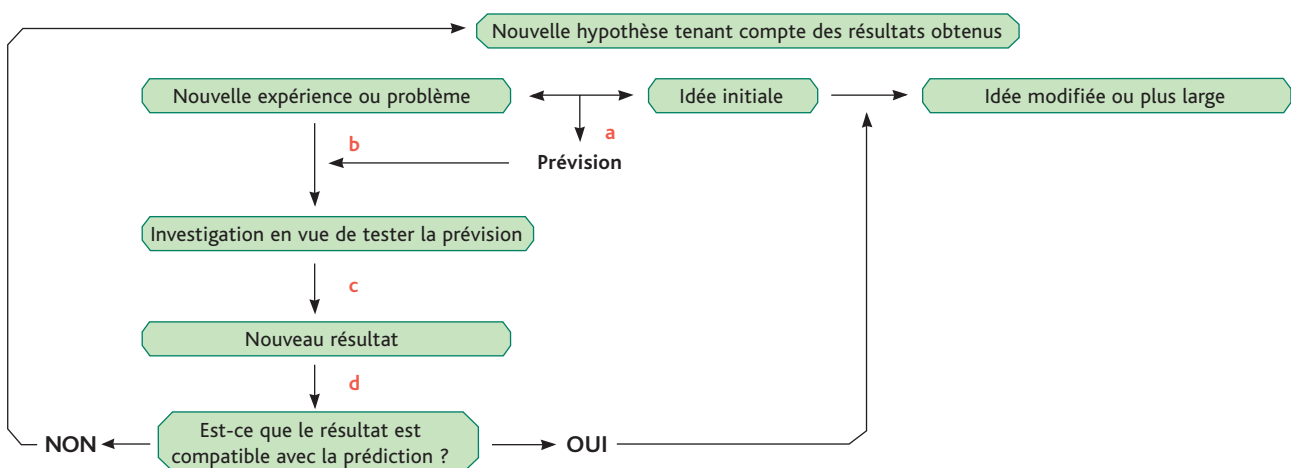 Nouvelle hypothèse tenant compte des résultats obtenus
Nouvelle expérience ou problème
Idée initiale
Idée modifiée ou plus large
a
b
Prévision
Investigation en vue de tester la prévision
c
Nouveau résultat
d
NON
Est-ce que le résultat est
compatible avec la prédiction ?
OUI